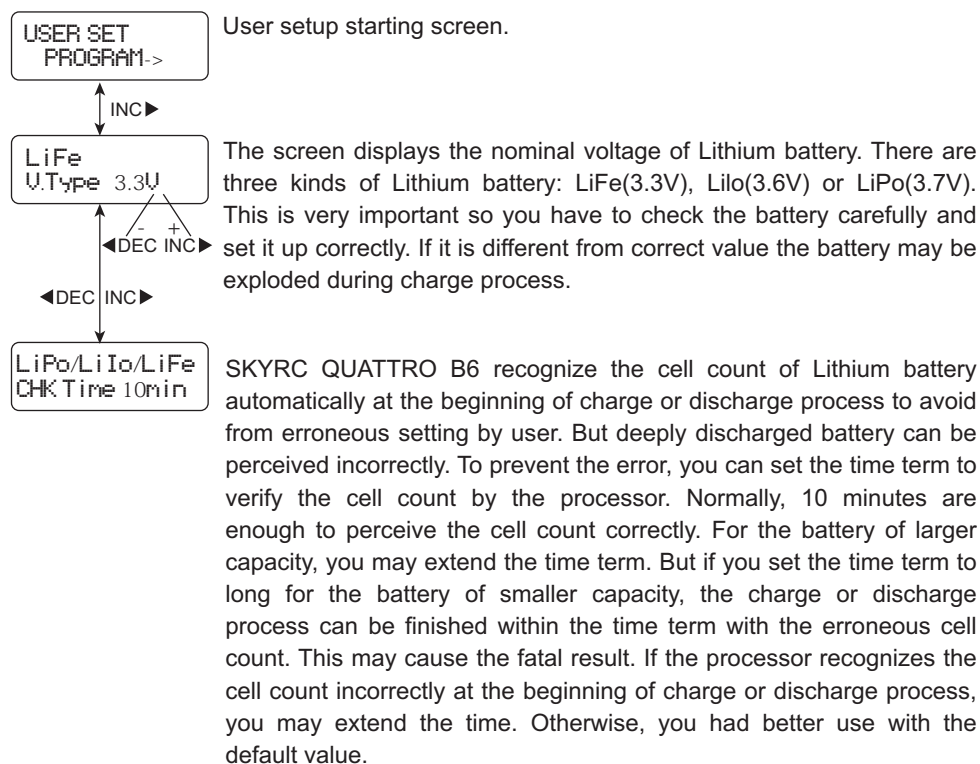 USER SET
PROGRAM->
User setup starting screen.
INC▶
LiFe
V.Type 3.3V
- +
◀DEC INC▶
The screen displays the nominal voltage of Lithium battery. There are
three kinds of Lithium battery: LiFe(3.3V), LiIo(3.6V) or LiPo(3.7V).
This is very important so you have to check the battery carefully and
set it up correctly. If it is different from correct value the battery may be
exploded during charge process.
◀DEC INC▶
LiPo/LiIo/LiFe
CHK Time 10min
SKYRC QUATTRO B6 recognize the cell count of Lithium battery
automatically at the beginning of charge or discharge process to avoid
from erroneous setting by user. But deeply discharged battery can be
perceived incorrectly. To prevent the error, you can set the time term to
verify the cell count by the processor. Normally, 10 minutes are
enough to perceive the cell count correctly. For the battery of larger
capacity, you may extend the time term. But if you set the time term to
long for the battery of smaller capacity, the charge or discharge
process can be finished within the time term with the erroneous cell
count. This may cause the fatal result. If the processor recognizes the
cell count incorrectly at the beginning of charge or discharge process,
you may extend the time. Otherwise, you had better use with the
default value.